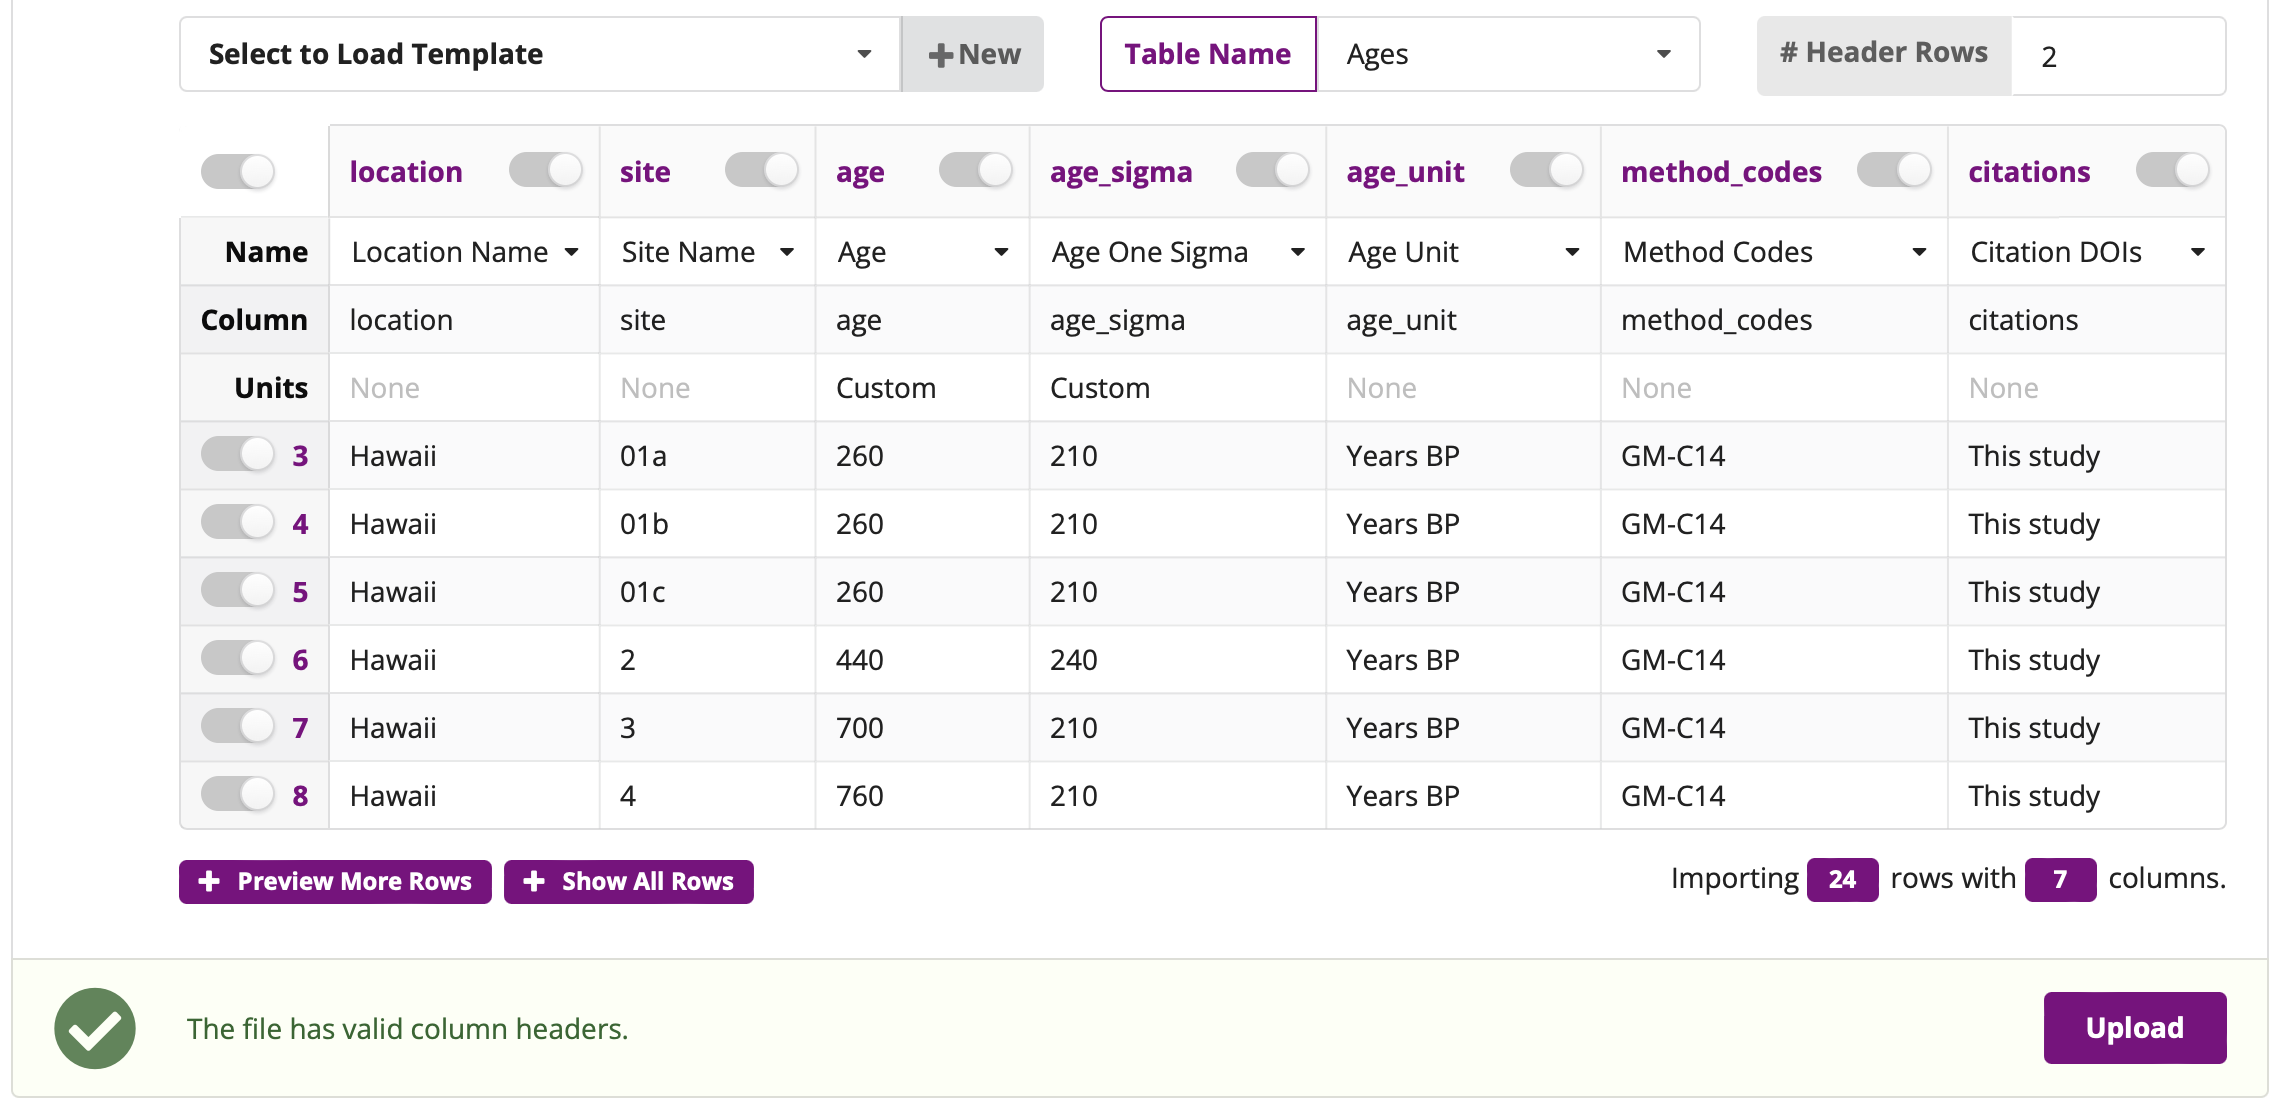 Select to Load Template New Table Name Ages # Header Rows 2
location site age age_sigma age_unit method_codes citations
Name Location Name Site Name Age Age One Sigma Age Unit Method Codes Citation DOIs
Column location site age age_sigma age_unit method_codes citations
Units None None Custom Custom None None None
3 Hawaii 01a 260 210 Years BP GM-C14 This study
4 Hawaii 01b 260 210 Years BP GM-C14 This study
5 Hawaii 01c 260 210 Years BP GM-C14 This study
6 Hawaii 2 440 240 Years BP GM-C14 This study
7 Hawaii 3 700 210 Years BP GM-C14 This study
8 Hawaii 4 760 210 Years BP GM-C14 This study
Preview More Rows Show All Rows Importing 24 rows with 7 columns.
The file has valid column headers. Upload